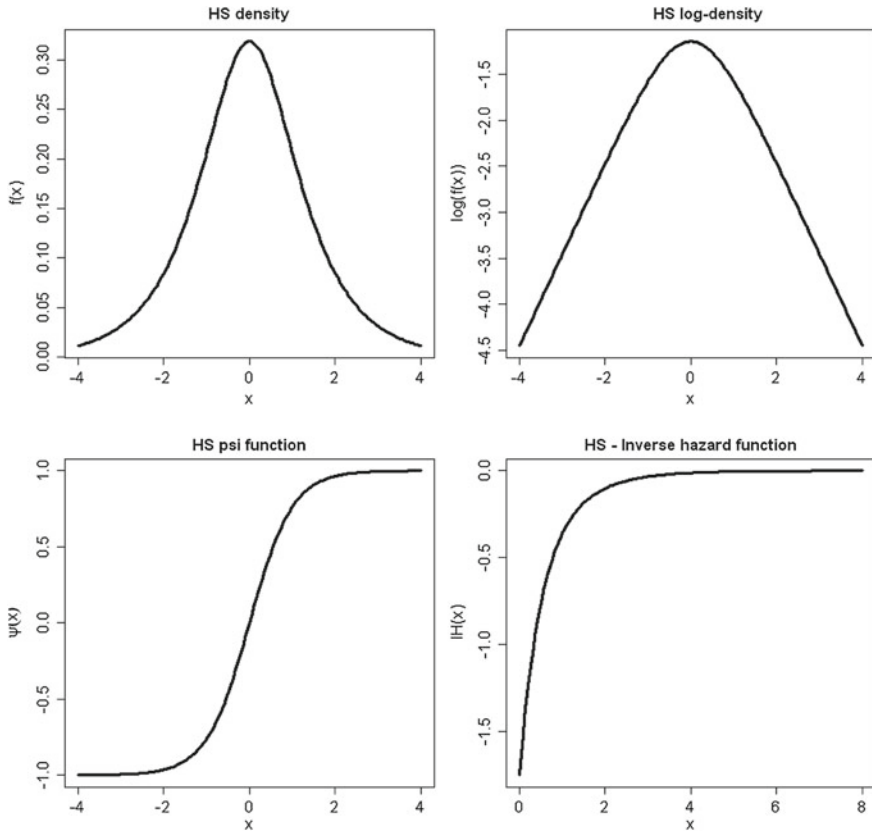 HS density
f(x)
0.30
0.25
0.20
0.15
0.10
0.05
0.00
-4 -2 0 2 4
x
HS log-density
log(f(x))
-1.5
-2.0
-2.5
-3.0
-3.5
-4.0
-4.5
-4 -2 0 2 4
x
HS psi function
ψ(x)
1.0
0.5
0.0
-0.5
-1.0
-4 -2 0 2 4
x
HS - Inverse hazard function
IH(x)
0.0
-0.5
-1.0
-1.5
0 2 4 6 8
x